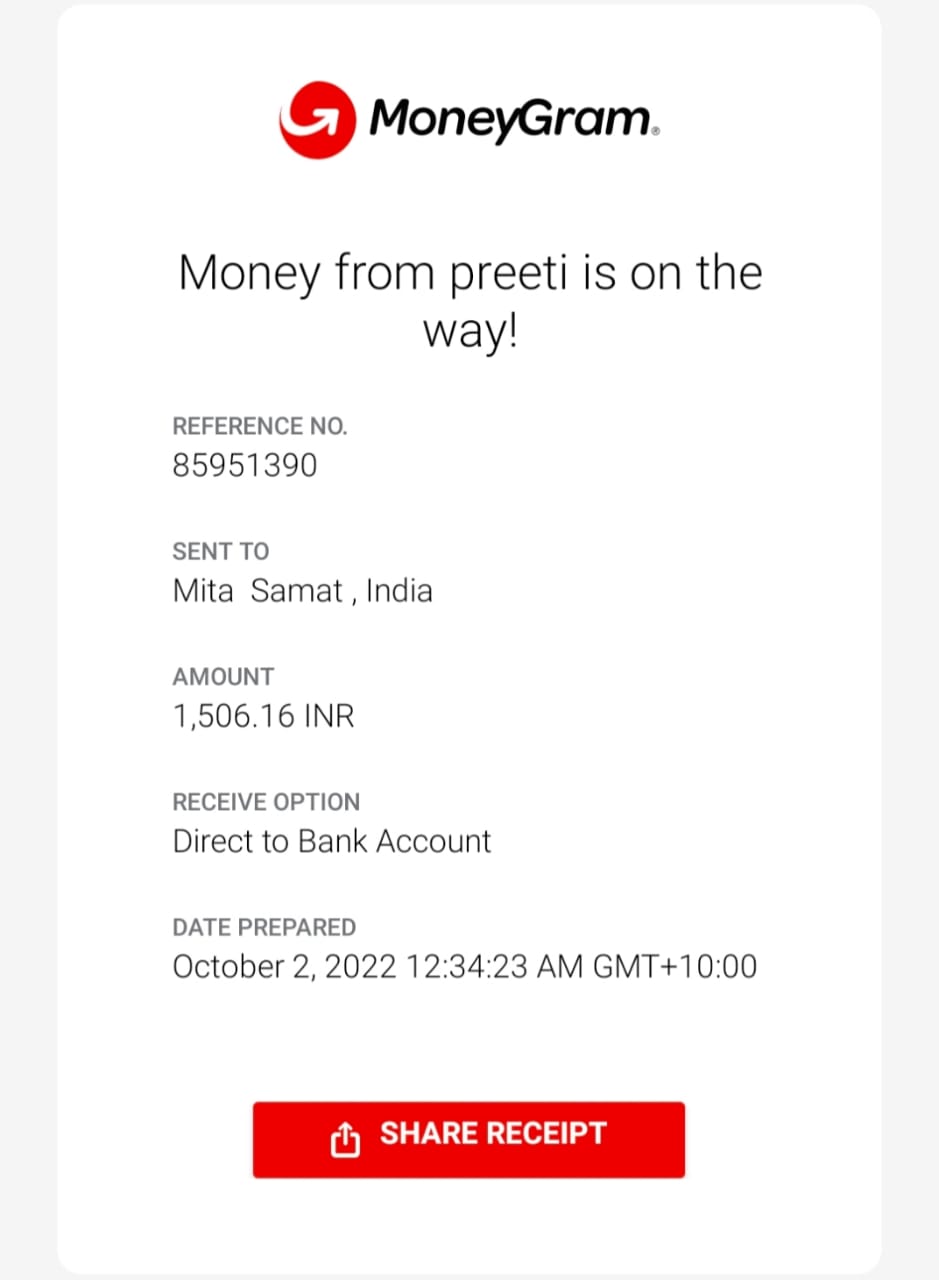 MoneyGram®
Money from preeti is on the
way!
REFERENCE NO.
85951390
SENT TO
Mita  Samat , India
AMOUNT
1,506.16 INR
RECEIVE OPTION
Direct to Bank Account
DATE PREPARED
October 2, 2022 12:34:23 AM GMT+10:00
SHARE RECEIPT